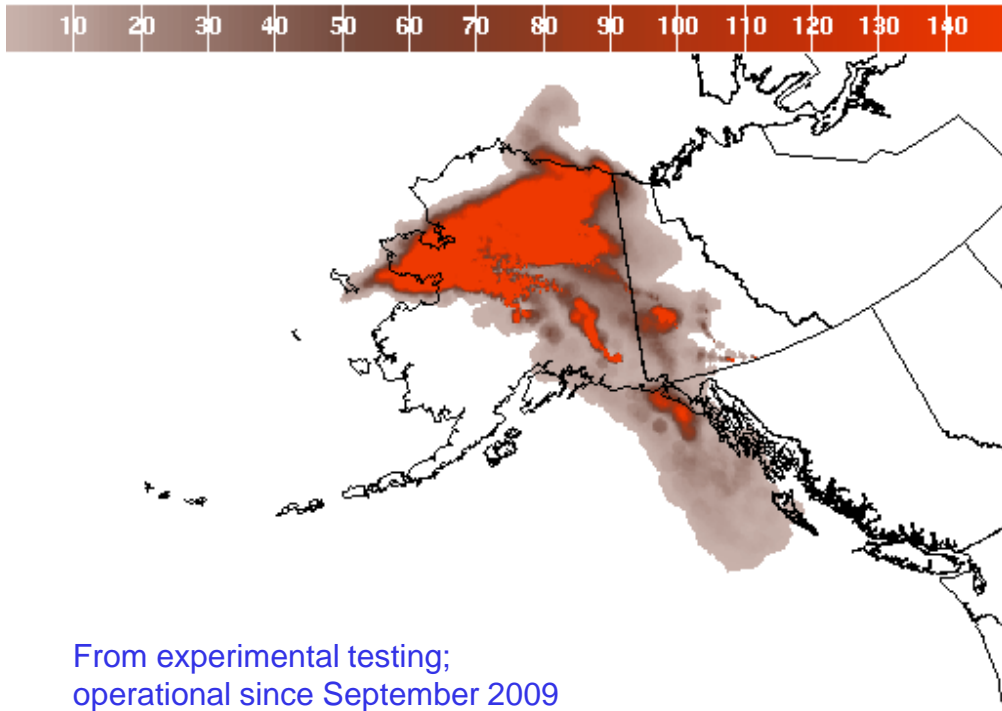 10 20 30 40 50 60 70 80 90 100 110 120 130 140
From experimental testing;
operational since September 2009